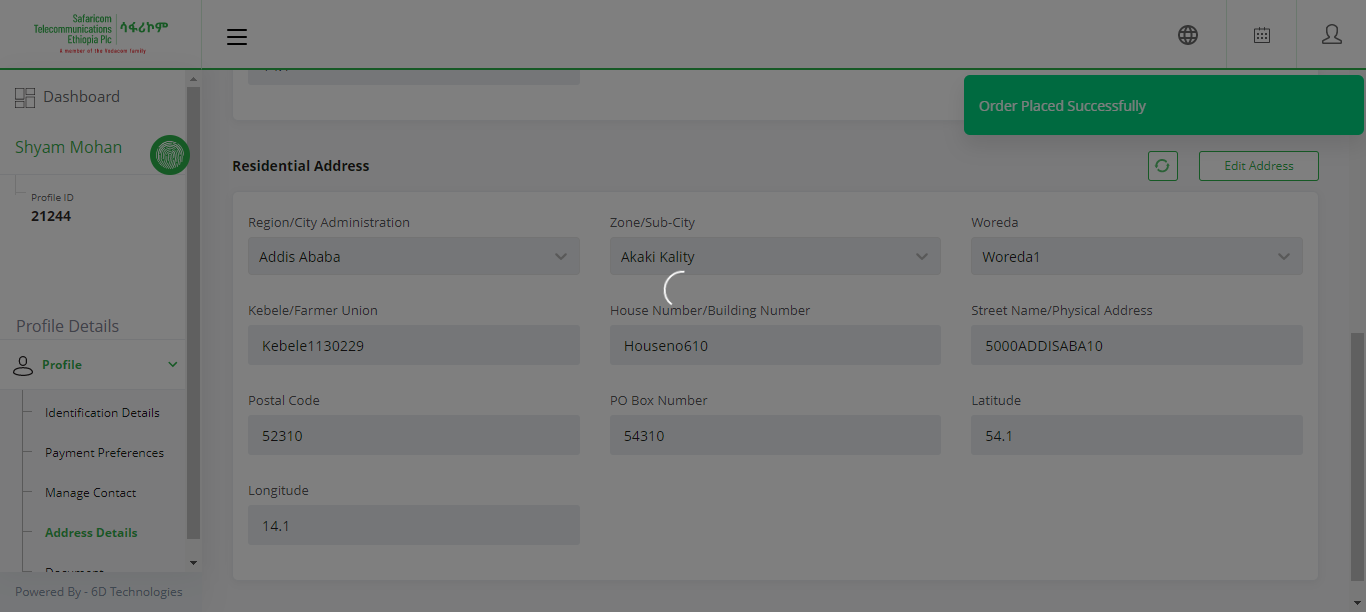 Safaricom
Telecommunications
Ethiopia Plc
ሳፋሪኮም
A member of the Vodacom family
Order Placed Successfully
Dashboard
Shyam Mohan
Profile ID
21244
Profile Details
Profile
Identification Details
Payment Preferences
Manage Contact
Address Details
Document
Powered By - 6D Technologies
Residential Address
Edit Address
Region/City Administration
Zone/Sub-City
Woreda
Addis Ababa
Akaki Kality
Woreda1
Kebele/Farmer Union
House Number/Building Number
Street Name/Physical Address
Kebele1130229
Houseno610
5000ADDISABA10
Postal Code
PO Box Number
Latitude
52310
54310
54.1
Longitude
14.1